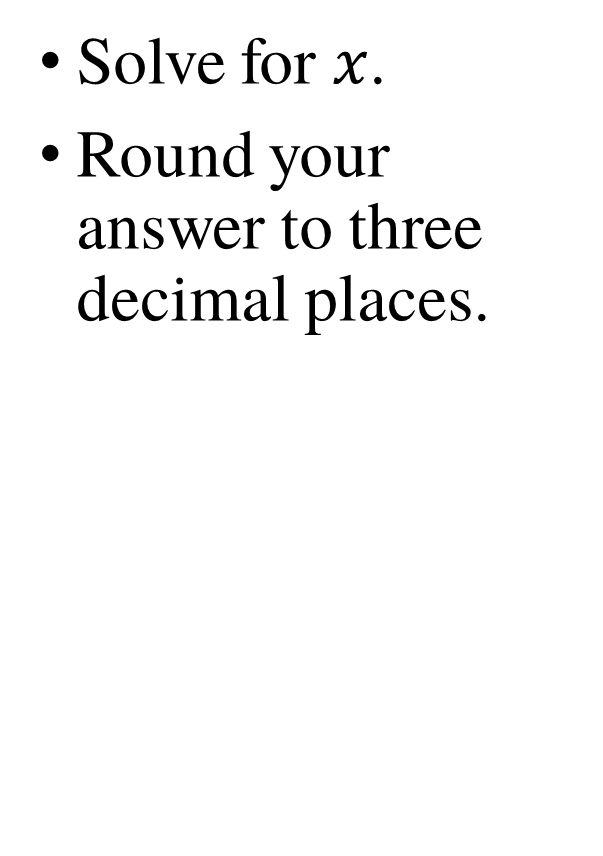 • Solve for 𝑥.
• Round your
answer to three
decimal places.